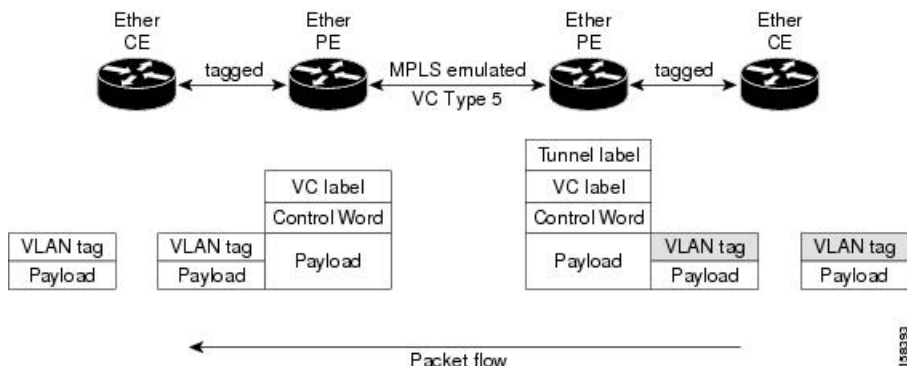 Ether
CE
Ether
PE
Ether
PE
Ether
CE
tagged
MPLS emulated
VC Type 5
tagged
Tunnel label
VC label
VC label
Control Word
Control Word
VLAN tag
VLAN tag
Payload
Payload
VLAN tag
VLAN tag
Payload
Payload
Payload
Payload
Packet flow
158393